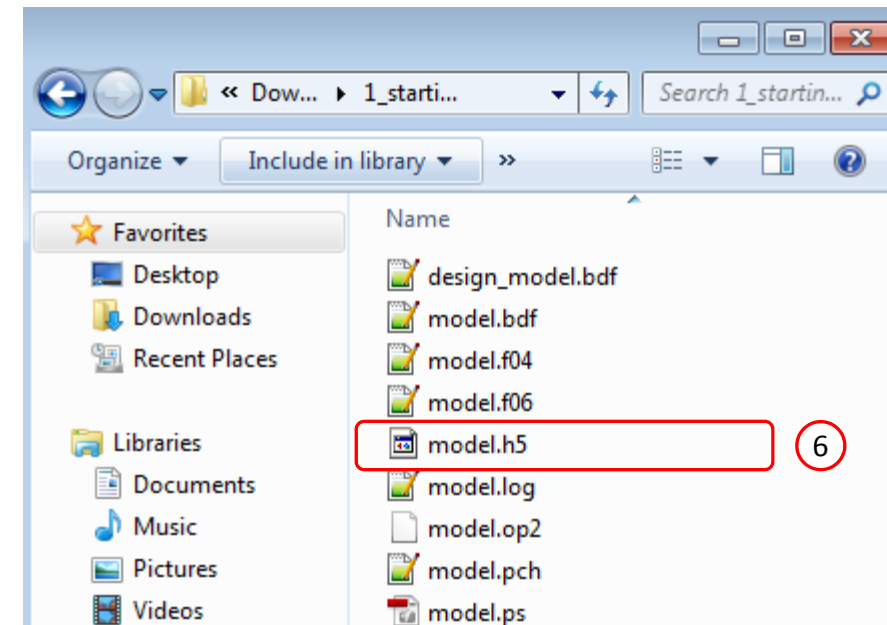 « Dow... ▸ 1_starti... Search 1_startin...
Organize Include in library »
Name
Favorites
Desktop
Downloads
Recent Places
Libraries
Documents
Music
Pictures
Videos
design_model.bdf
model.bdf
model.f04
model.f06
model.h5
6
model.log
model.op2
model.pch
model.ps